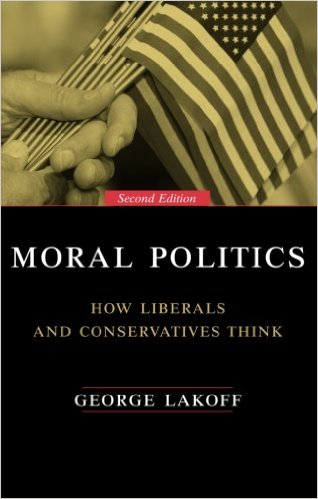 Second Edition
MORAL POLITICS
HOW LIBERALS
AND CONSERVATIVES THINK
GEORGE LAKOFF